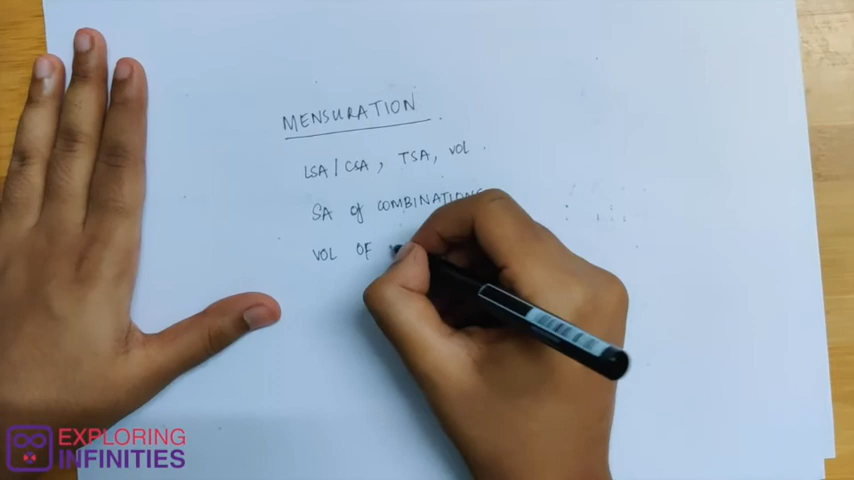 MENSURATION
LSA/CSA, TSA, VOL.
SA of COMBINATIONS
VOL OF
EXPLORING
INFINITIES